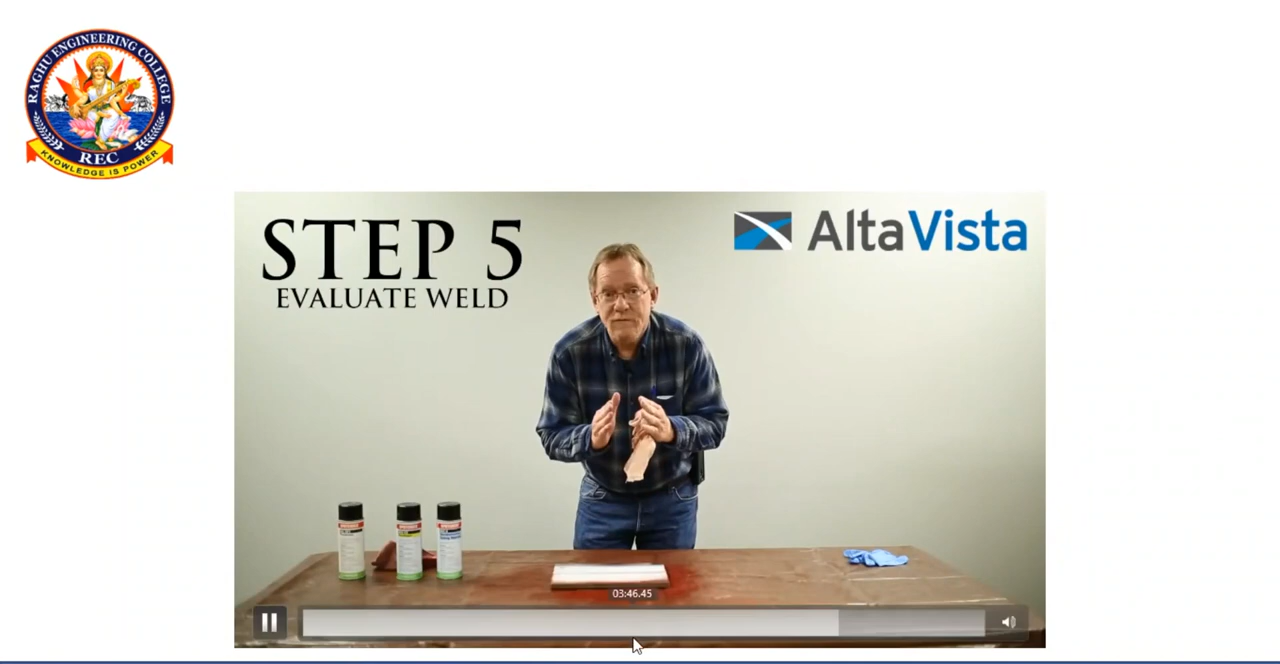 RAGHU ENGINEERING COLLEGE
REC
KNOWLEDGE IS POWER
STEP 5
EVALUATE WELD
AltaVista
03:46.45